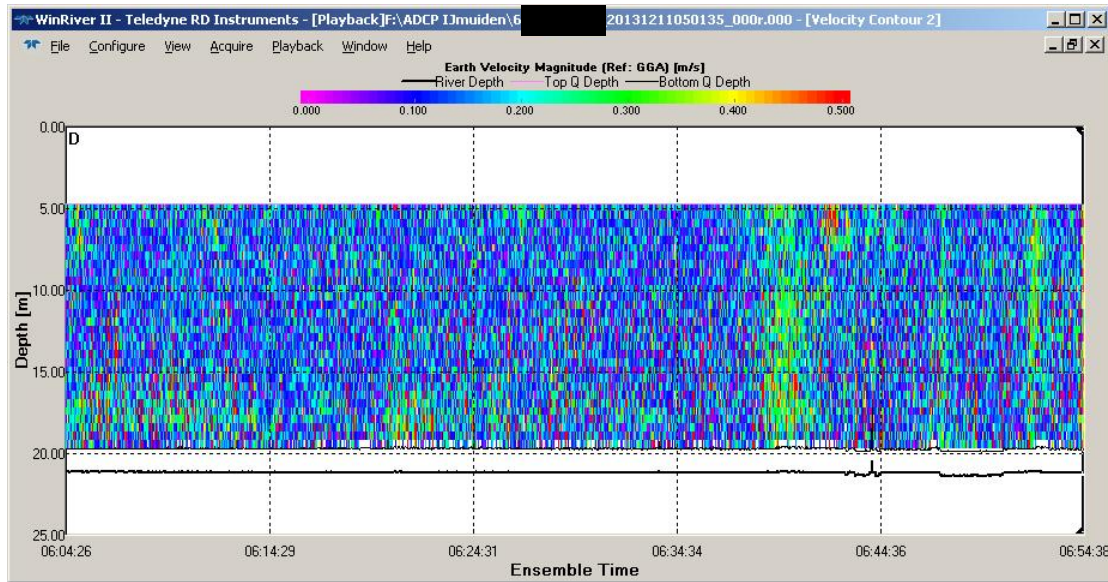 WinRiver II - Teledyne RD Instruments - [Playback]F:\ADCP IJmuiden\6 20131211050135_000r.000 - [Velocity Contour 2]
File Configure View Acquire Playback Window Help
Earth Velocity Magnitude (Ref: GGA) [m/s]
River Depth Top Q Depth Bottom Q Depth
0.000 0.100 0.200 0.300 0.400 0.500
0.00
D
5.00
10.00
Depth [m]
15.00
20.00
25.00
06:04:26 06:14:29 06:24:31 06:34:34 06:44:36 06:54:38
Ensemble Time